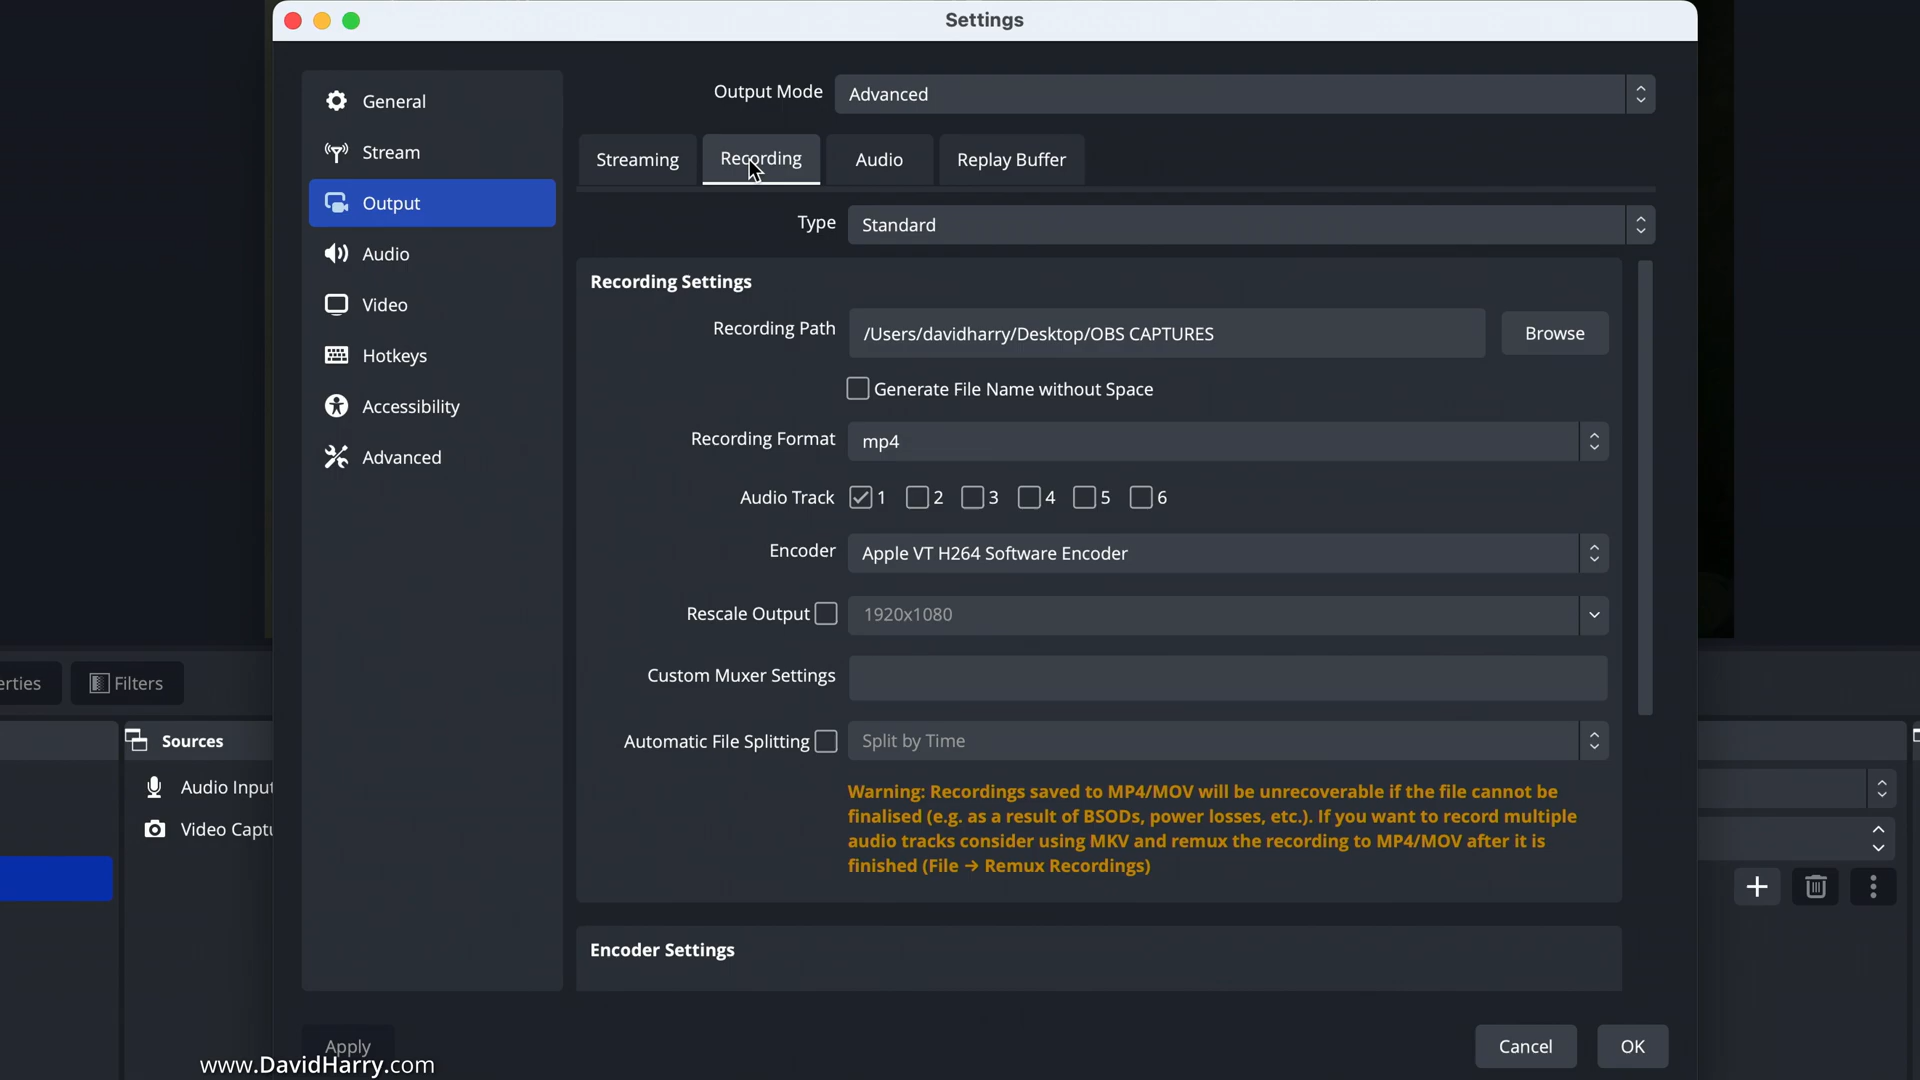 Settings
General
Stream
Output
Audio
Video
Hotkeys
Accessibility
Advanced
Output Mode Advanced
Streaming Recording Audio Replay Buffer
Type Standard
Recording Settings
Recording Path /Users/davidharry/Desktop/OBS CAPTURES Browse
Generate File Name without Space
Recording Format mp4
Audio Track 1 2 3 4 5 6
Encoder Apple VT H264 Software Encoder
Rescale Output 1920x1080
Custom Muxer Settings
Automatic File Splitting Split by Time
Warning: Recordings saved to MP4/MOV will be unrecoverable if the file cannot be
finalised (e.g. as a result of BSODs, power losses, etc.). If you want to record multiple
audio tracks consider using MKV and remux the recording to MP4/MOV after it is
finished (File → Remux Recordings)
Encoder Settings
Apply Cancel OK
erties Filters
Sources
Audio Input
Video Captu
www.DavidHarry.com